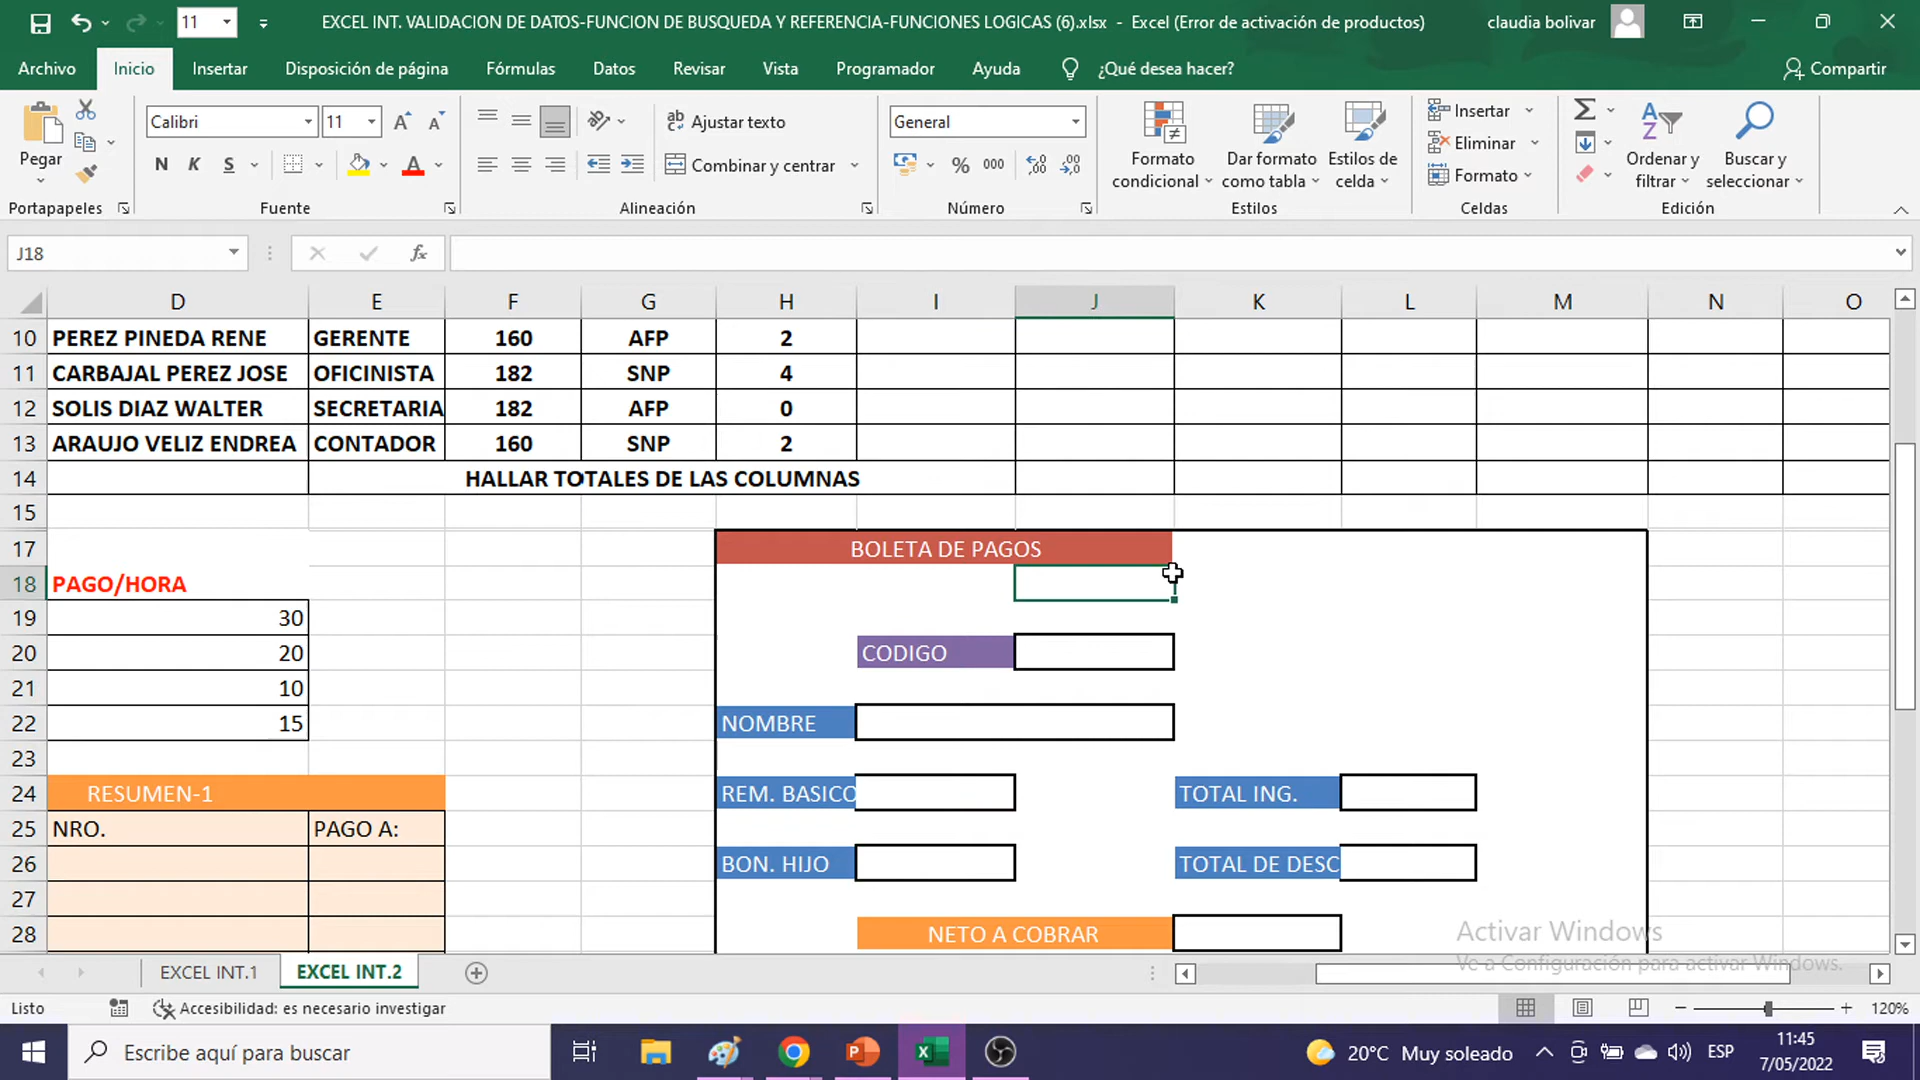 11
EXCEL INT. VALIDACION DE DATOS-FUNCION DE BUSQUEDA Y REFERENCIA-FUNCIONES LOGICAS (6).xlsx - Excel (Error de activación de productos)
claudia bolivar
Archivo Inicio Insertar Disposición de página Fórmulas Datos Revisar Vista Programador Ayuda ¿Qué desea hacer? Compartir
Pegar
Portapapeles
Calibri 11
N K S
Fuente
Ajustar texto
Combinar y centrar
Alineación
General
% 000
Número
Formato condicional
Dar formato como tabla
Estilos de celda
Estilos
Insertar
Eliminar
Formato
Celdas
Ordenar y filtrar
Buscar y seleccionar
Edición
J18 fx
D E F G H I J K L M N O
10 PEREZ PINEDA RENE GERENTE 160 AFP 2
11 CARBAJAL PEREZ JOSE OFICINISTA 182 SNP 4
12 SOLIS DIAZ WALTER SECRETARIA 182 AFP 0
13 ARAUJO VELIZ ENDREA CONTADOR 160 SNP 2
14 HALLAR TOTALES DE LAS COLUMNAS
15
17 BOLETA DE PAGOS
18 PAGO/HORA
19 30
20 20 CODIGO
21 10
22 15 NOMBRE
23
24 RESUMEN-1 REM. BASICO TOTAL ING.
25 NRO. PAGO A:
26 BON. HIJO TOTAL DE DESC
27
28 NETO A COBRAR
Activar Windows
Ve a Configuración para activar Windows.
EXCEL INT.1 EXCEL INT.2
Listo Accesibilidad: es necesario investigar 120%
Escribe aquí para buscar
20°C Muy soleado
ESP
11:45
7/05/2022